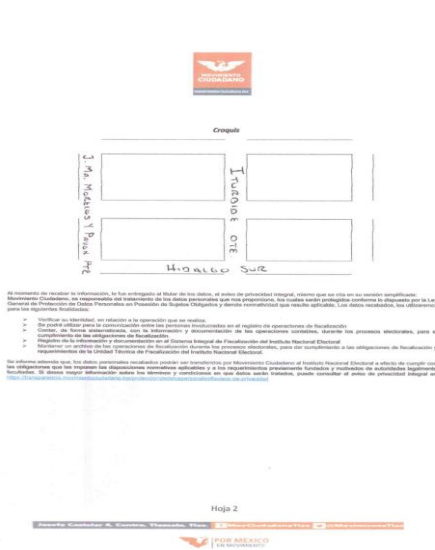 MOVIMIENTO
CIUDADANO
Croquis
J. Ma. MORELOS Y PAVON PTE
ITURBIDE OTE
HIDALGO SUR
Al momento de recabar la información, le fue entregado al titular de los datos, el aviso de privacidad integral, mismo que se cita en su versión simplificada:
Movimiento Ciudadano, es responsable del tratamiento de los datos personales que nos proporcione, los cuales serán protegidos conforme lo dispuesto por la Ley
General de Protección de Datos Personales en Posesión de Sujetos Obligados y demás normatividad que resulte aplicable. Los datos recabados, los utilizaremos
para las siguientes finalidades:
➢ Verificar su identidad, en relación a la operación que se realiza.
➢ Se podrá utilizar para la comunicación entre las personas involucradas en el registro de operaciones de fiscalización
➢ Contar, de forma sistematizada, con la información y documentación de las operaciones contables, durante los procesos electorales, para el
cumplimiento de las obligaciones de fiscalización
➢ Registro de la información y documentación en el Sistema Integral de Fiscalización del Instituto Nacional Electoral
➢ Mantener un archivo de las operaciones de fiscalización durante los procesos electorales, para dar cumplimiento a las obligaciones de fiscalización y
requerimientos de la Unidad Técnica de Fiscalización del Instituto Nacional Electoral.
Se informa además que, los datos personales recabados podrán ser transferidos por Movimiento Ciudadano al Instituto Nacional Electoral a efecto de cumplir con
las obligaciones que les imponen las disposiciones normativas aplicables y a los requerimientos previamente fundados y motivados de autoridades legalmente
facultadas. Si desea mayor información sobre los términos y condiciones en que serán tratados, puede consultar el aviso de privacidad integral en
Hoja 2
POR MÉXICO
EN MOVIMIENTO